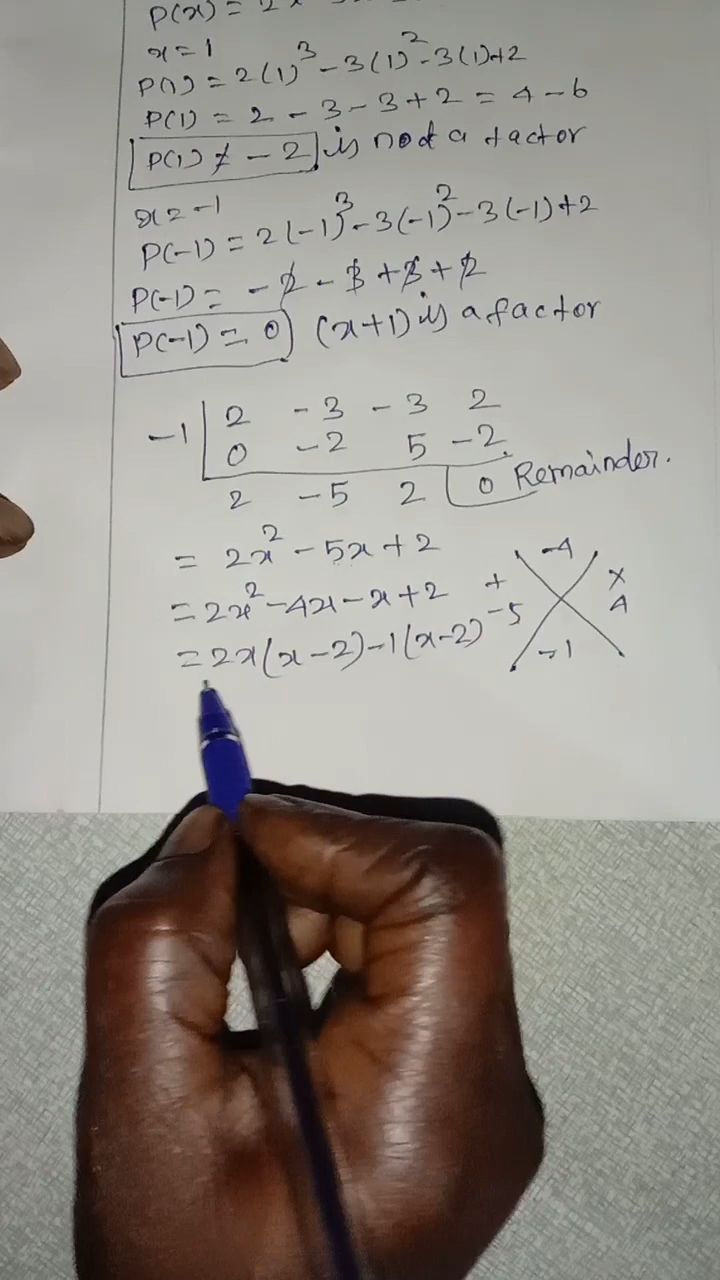 P(x) = 2x
x = 1
P(1) = 2(1)³ - 3(1)² - 3(1) + 2
P(1) = 2 - 3 - 3 + 2 = 4 - 6
P(1) ≠ - 2 is not a factor
x = -1
P(-1) = 2(-1)³ - 3(-1)² - 3(-1) + 2
P(-1) = - 2 - 3 + 3 + 2
P(-1) = 0 (x+1) is a factor
-1 | 2 - 3 - 3 2
0 - 2 5 - 2
2 - 5 2 0 Remainder.
= 2x² - 5x + 2
= 2x² - 4x - x + 2
= 2x(x-2) - 1(x-2)
-4
+ x
-5 4
-1